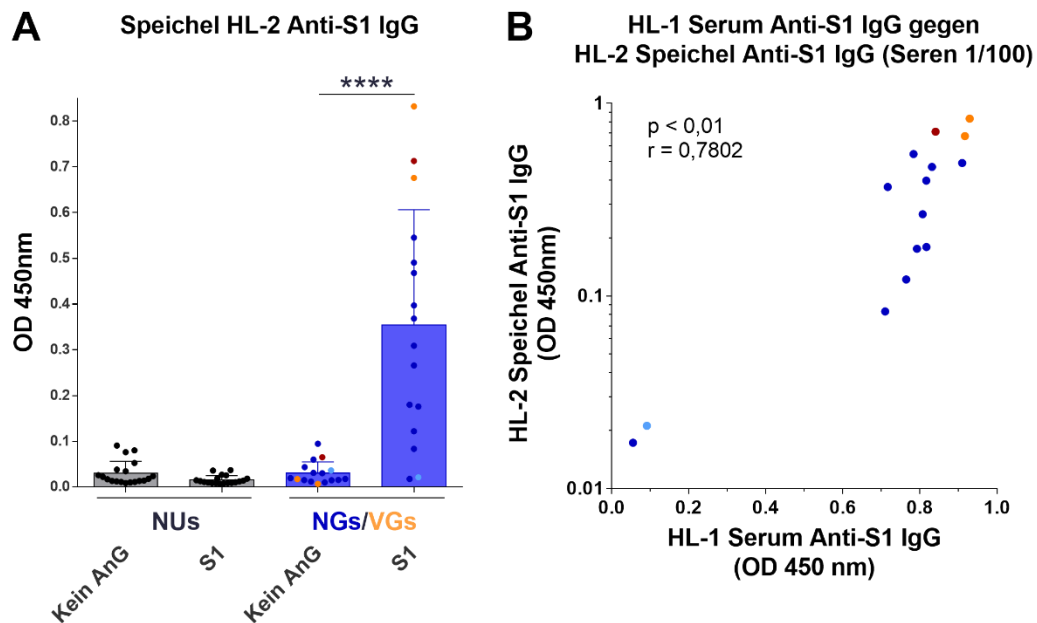 A
Speichel HL-2 Anti-S1 IgG
****
OD 450nm
0.8
0.7
0.6
0.5
0.4
0.3
0.2
0.1
0.0
NUs
NGs/VGs
Kein AnG
S1
Kein AnG
S1
B
HL-1 Serum Anti-S1 IgG gegen
HL-2 Speichel Anti-S1 IgG (Seren 1/100)
p < 0,01
r = 0,7802
HL-2 Speichel Anti-S1 IgG
(OD 450nm)
1
0.1
0.01
0.0 0.2 0.4 0.6 0.8 1.0
HL-1 Serum Anti-S1 IgG
(OD 450 nm)